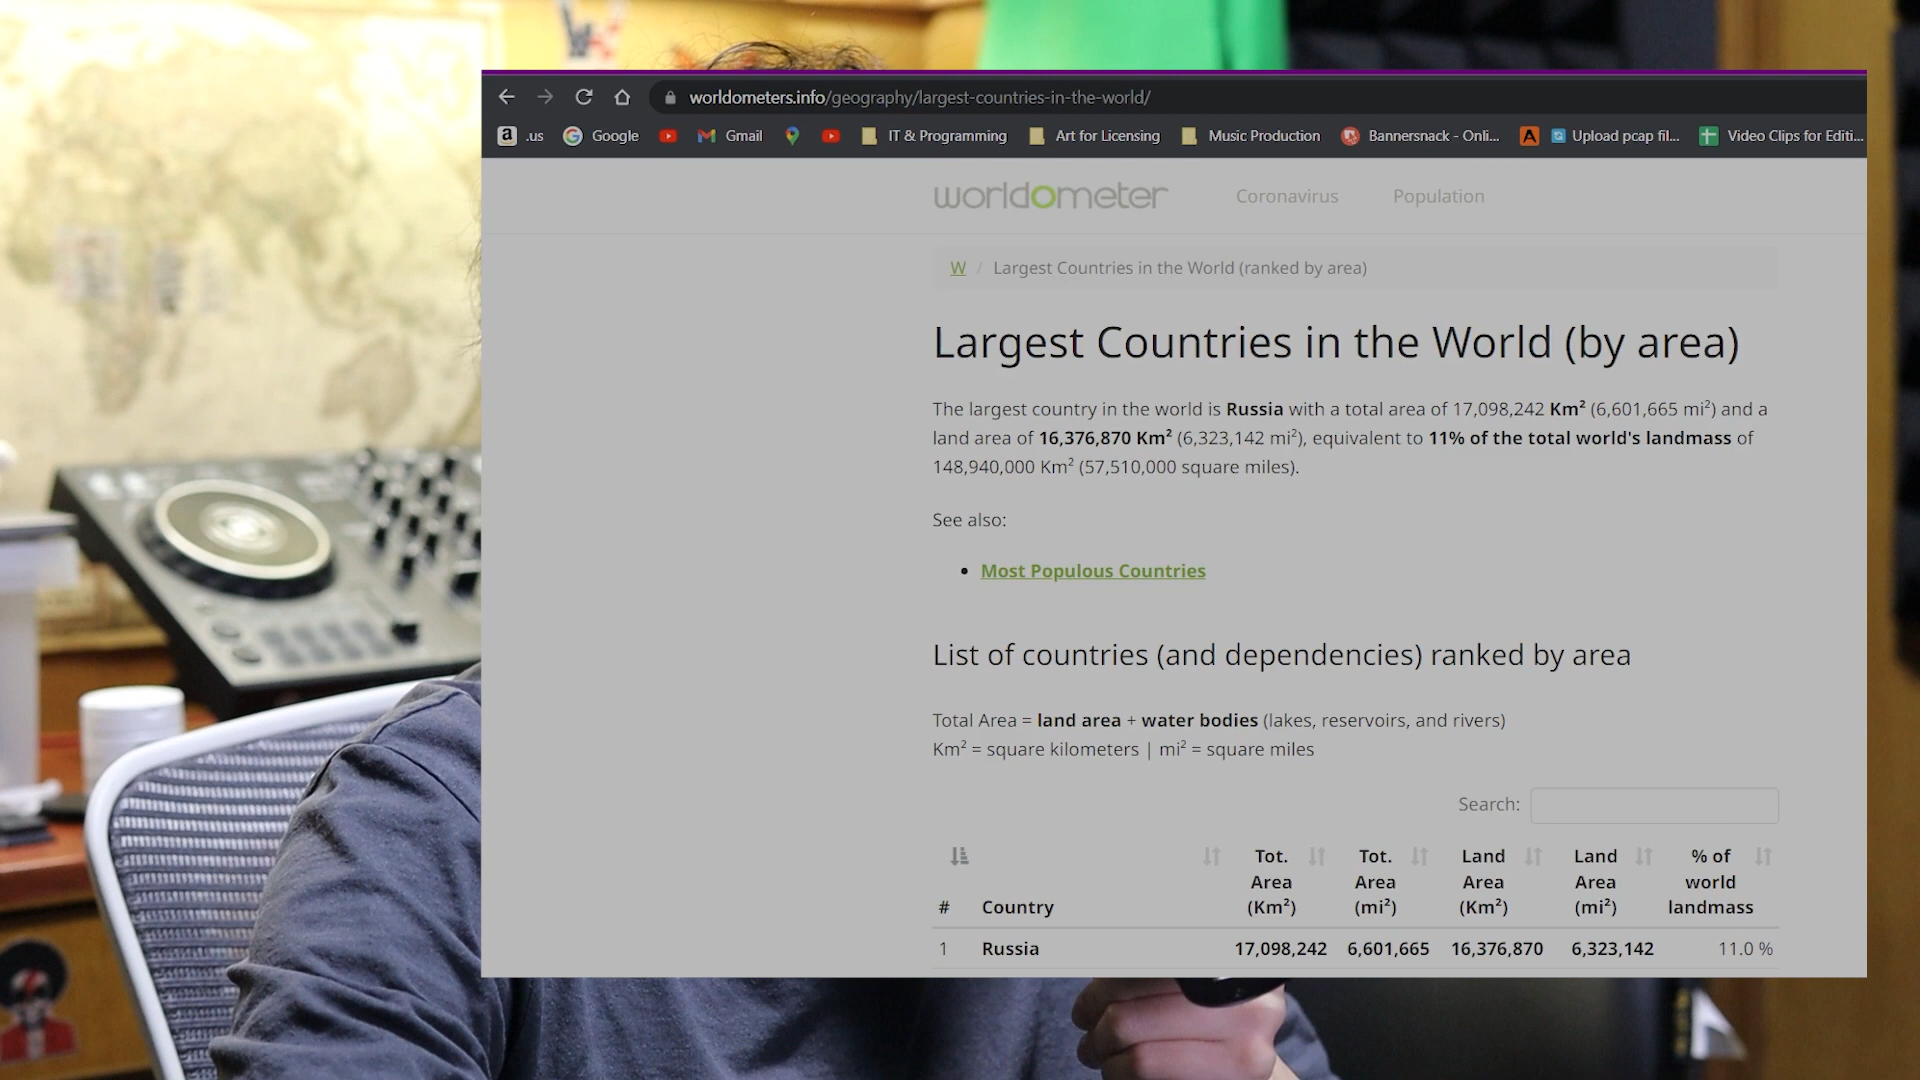 worldometers.info/geography/largest-countries-in-the-world/
a .us Google Gmail IT & Programming Art for Licensing Music Production Bannersnack - Onli... A Upload pcap fil... Video Clips for Editi...
worldometer Coronavirus Population
W / Largest Countries in the World (ranked by area)
Largest Countries in the World (by area)
The largest country in the world is Russia with a total area of 17,098,242 Km² (6,601,665 mi²) and a
land area of 16,376,870 Km² (6,323,142 mi²), equivalent to 11% of the total world's landmass of
148,940,000 Km² (57,510,000 square miles).
See also:
• Most Populous Countries
List of countries (and dependencies) ranked by area
Total Area = land area + water bodies (lakes, reservoirs, and rivers)
Km² = square kilometers | mi² = square miles
Search:
# Country Tot. Area (Km²) Tot. Area (mi²) Land Area (Km²) Land Area (mi²) % of world landmass
1 Russia 17,098,242 6,601,665 16,376,870 6,323,142 11.0 %